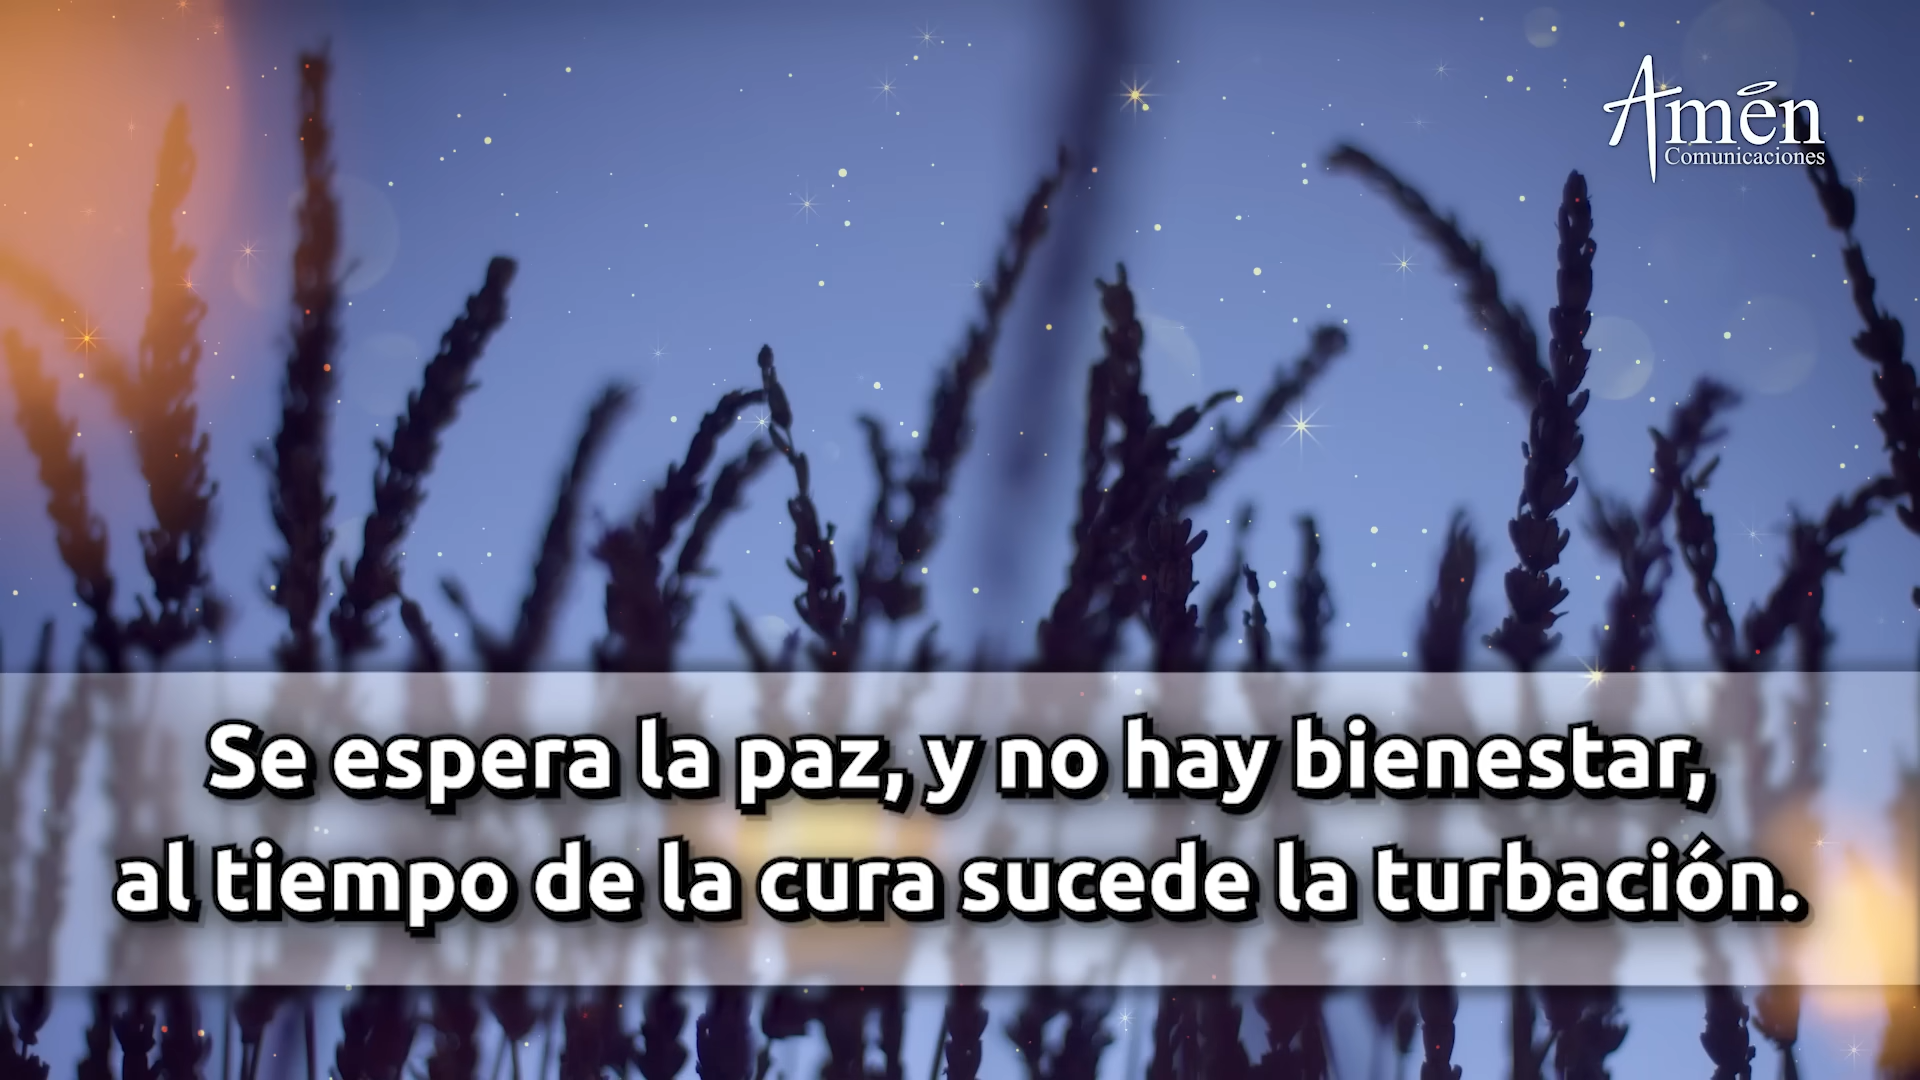 Amén
Comunicaciones
Se espera la paz, y no hay bienestar,
al tiempo de la cura sucede la turbación.